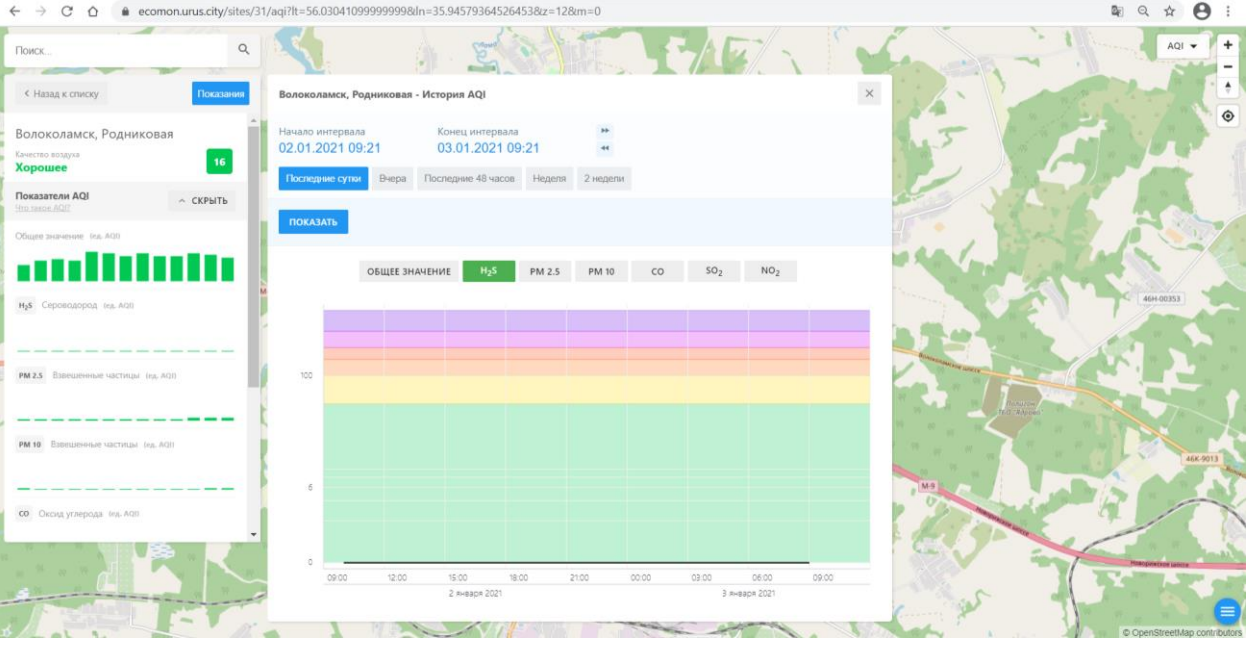 ecomon.urus.city/sites/31/aqi?lt=56.03041099999999&ln=35.94579364526453&z=12&m=0
Поиск...
AQI
Назад к списку
Показания
Волоколамск, Родниковая - История AQI
Волоколамск, Родниковая
Качество воздуха
Хорошее
16
Показатели AQI
Что такое AQI?
СКРЫТЬ
Общее значение (ед. AQI)
H₂S Сероводород (ед. AQI)
PM 2.5 Взвешенные частицы (ед. AQI)
PM 10 Взвешенные частицы (ед. AQI)
CO Оксид углерода (ед. AQI)
Начало интервала
Конец интервала
02.01.2021 09:21
03.01.2021 09:21
Последние сутки
Вчера
Последние 48 часов
Неделя
2 недели
ПОКАЗАТЬ
ОБЩЕЕ ЗНАЧЕНИЕ
H₂S
PM 2.5
PM 10
CO
SO₂
NO₂
100
6
0
09:00 12:00 15:00 18:00 21:00 00:00 03:00 06:00 09:00
2 января 2021
3 января 2021
46Н-00353
Волоколамское шоссе
46К-9013
М-9
Новорижское шоссе
Новорижское шоссе
© OpenStreetMap contributors